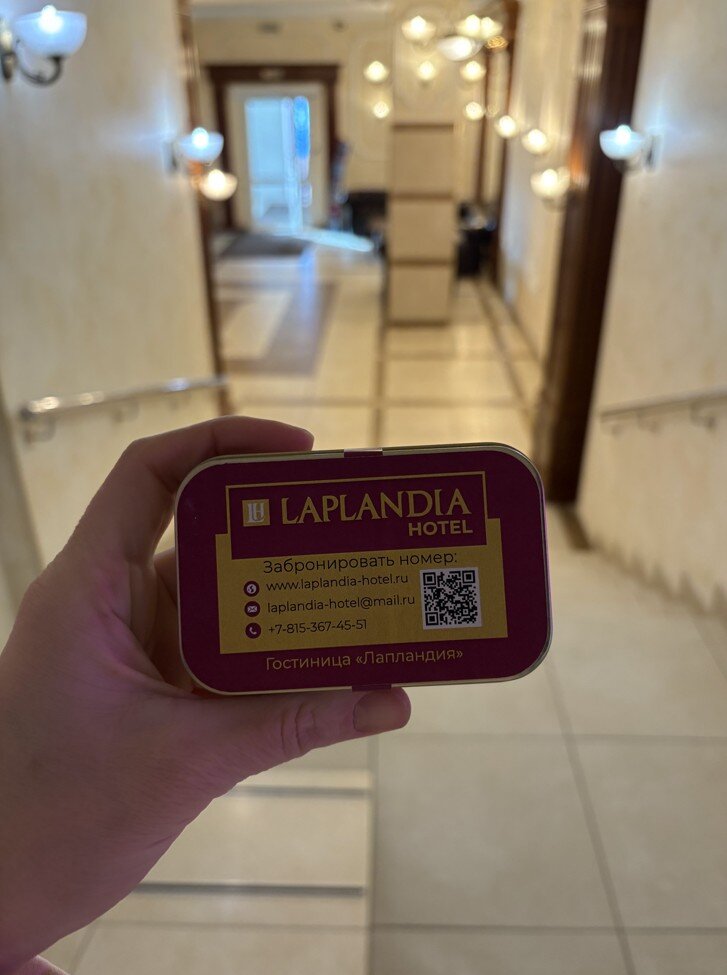 LH LAPLANDIA
HOTEL
Забронировать номер:
www.laplandia-hotel.ru
laplandia-hotel@mail.ru
+7-815-367-45-51
Гостиница «Лапландия»